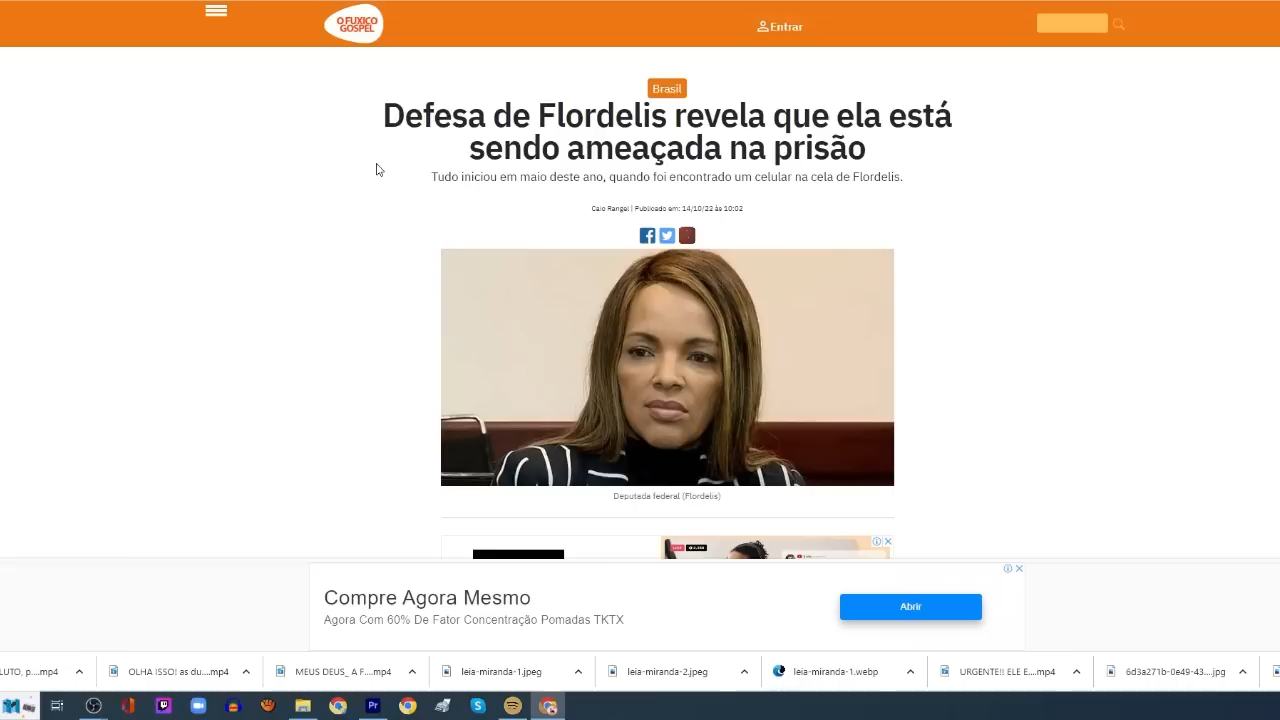 O FUXICO
GOSPEL
Entrar
Brasil
Defesa de Flordelis revela que ela está
sendo ameaçada na prisão
Tudo iniciou em maio deste ano, quando foi encontrado um celular na cela de Flordelis.
Caio Rangel | Publicado em: 14/10/22 às 10:02
Deputada federal (Flordelis)
Compre Agora Mesmo
Agora Com 60% De Fator Concentração Pomadas TKTX
Abrir
LUTO, p....mp4
OLHA ISSO! as du....mp4
MEUS DEUS_ A F....mp4
leia-miranda-1.jpeg
leia-miranda-2.jpeg
leia-miranda-1.webp
URGENTE!! ELE E....mp4
6d3a271b-0e49-43....jpg